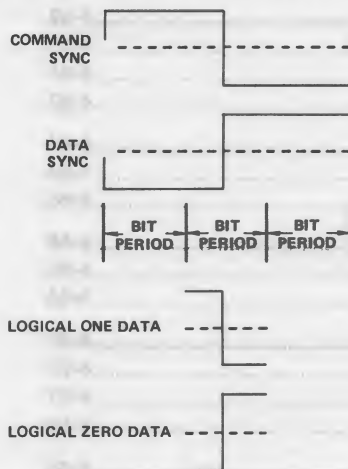 COMMAND
SYNC
DATA
SYNC
BIT
PERIOD
BIT
PERIOD
BIT
PERIOD
LOGICAL ONE DATA
LOGICAL ZERO DATA